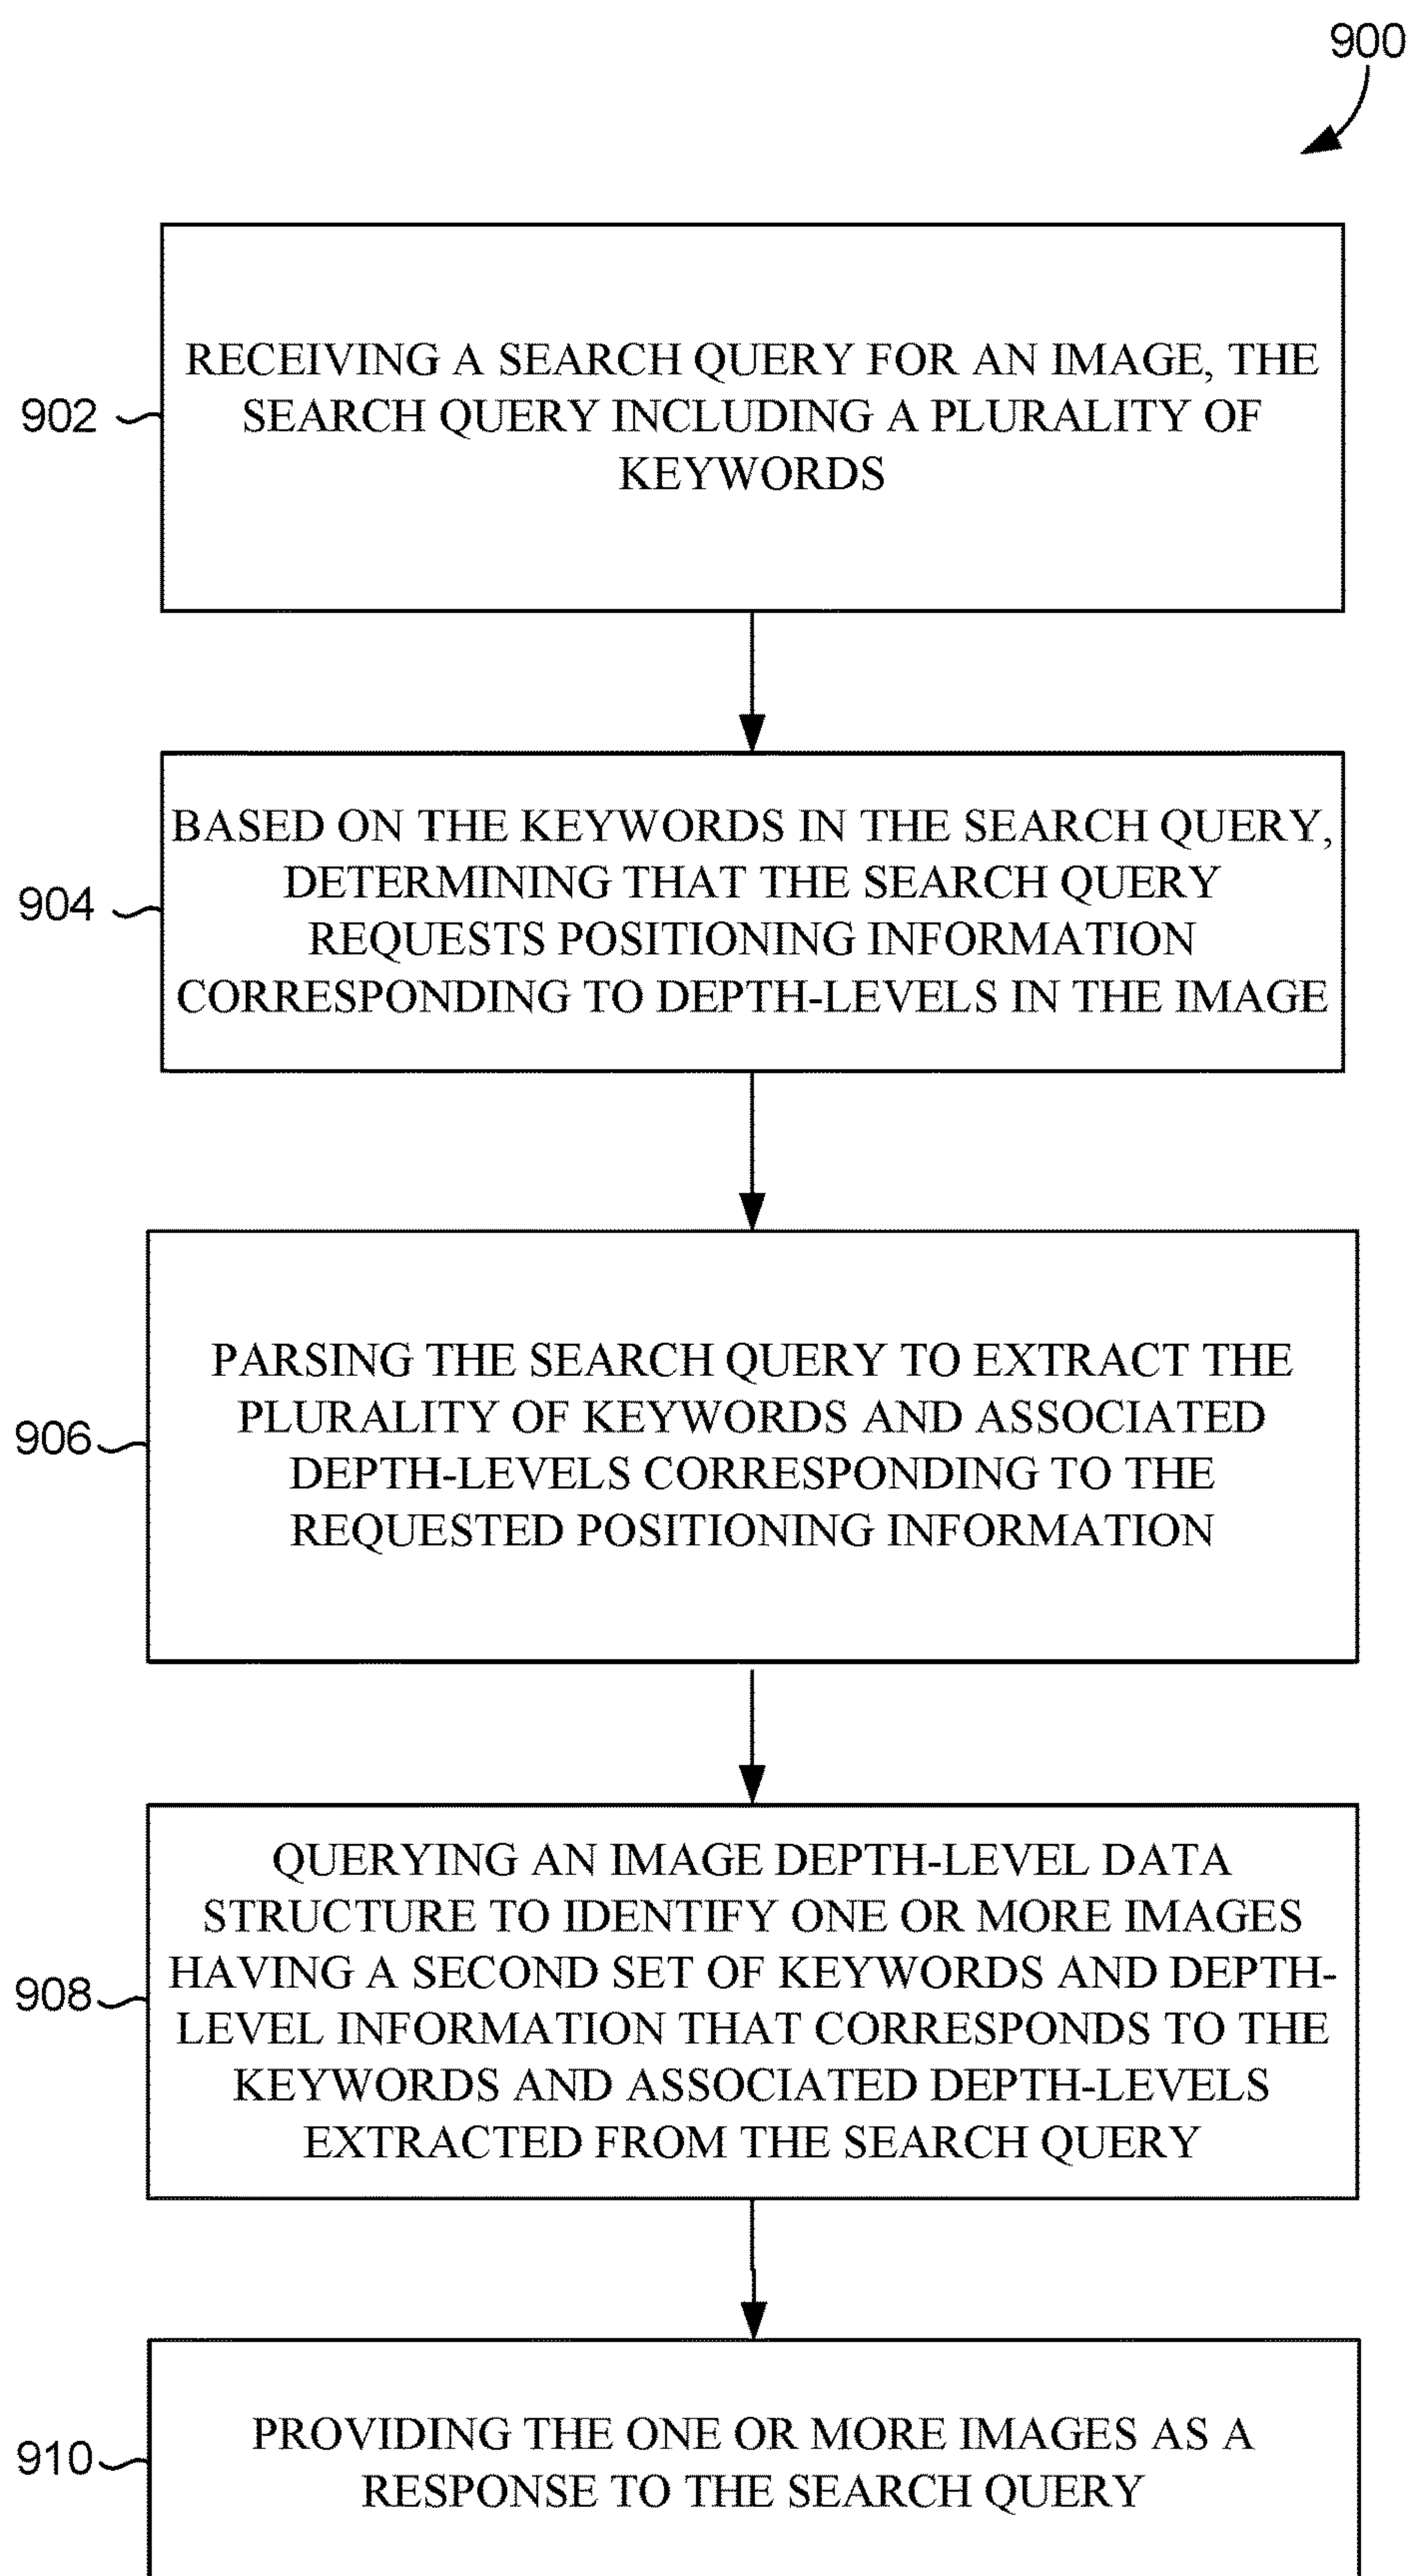 900
RECEIVING A SEARCH QUERY FOR AN IMAGE, THE
SEARCH QUERY INCLUDING A PLURALITY OF
KEYWORDS
902
BASED ON THE KEYWORDS IN THE SEARCH QUERY,
DETERMINING THAT THE SEARCH QUERY
REQUESTS POSITIONING INFORMATION
CORRESPONDING TO DEPTH-LEVELS IN THE IMAGE
904
PARSING THE SEARCH QUERY TO EXTRACT THE
PLURALITY OF KEYWORDS AND ASSOCIATED
DEPTH-LEVELS CORRESPONDING TO THE
REQUESTED POSITIONING INFORMATION
906
QUERYING AN IMAGE DEPTH-LEVEL DATA
STRUCTURE TO IDENTIFY ONE OR MORE IMAGES
HAVING A SECOND SET OF KEYWORDS AND DEPTH-
LEVEL INFORMATION THAT CORRESPONDS TO THE
KEYWORDS AND ASSOCIATED DEPTH-LEVELS
EXTRACTED FROM THE SEARCH QUERY
908
PROVIDING THE ONE OR MORE IMAGES AS A
RESPONSE TO THE SEARCH QUERY
910